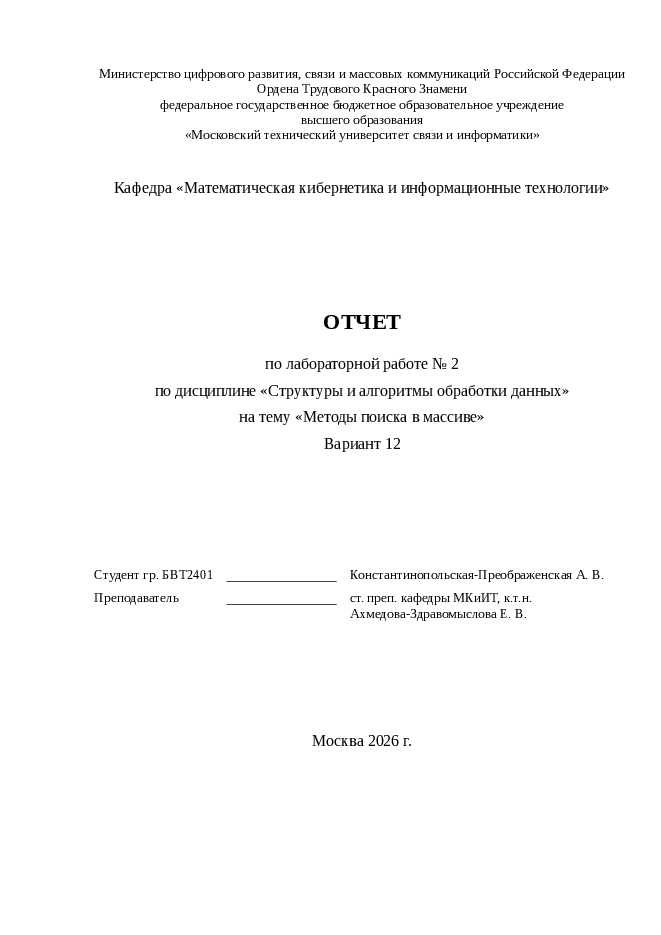 Министерство цифрового развития, связи и массовых коммуникаций Российской Федерации
Ордена Трудового Красного Знамени
федеральное государственное бюджетное образовательное учреждение
высшего образования
«Московский технический университет связи и информатики»
Кафедра «Математическая кибернетика и информационные технологии»
ОТЧЕТ
по лабораторной работе № 2
по дисциплине «Структуры и алгоритмы обработки данных»
на тему «Методы поиска в массиве»
Вариант 12
Студент гр. БВТ2401 _________________ Константинопольская-Преображенская А. В.
Преподаватель _________________ ст. преп. кафедры МКиИТ, к.т.н.
Ахмедова-Здравомыслова Е. В.
Москва 2026 г.